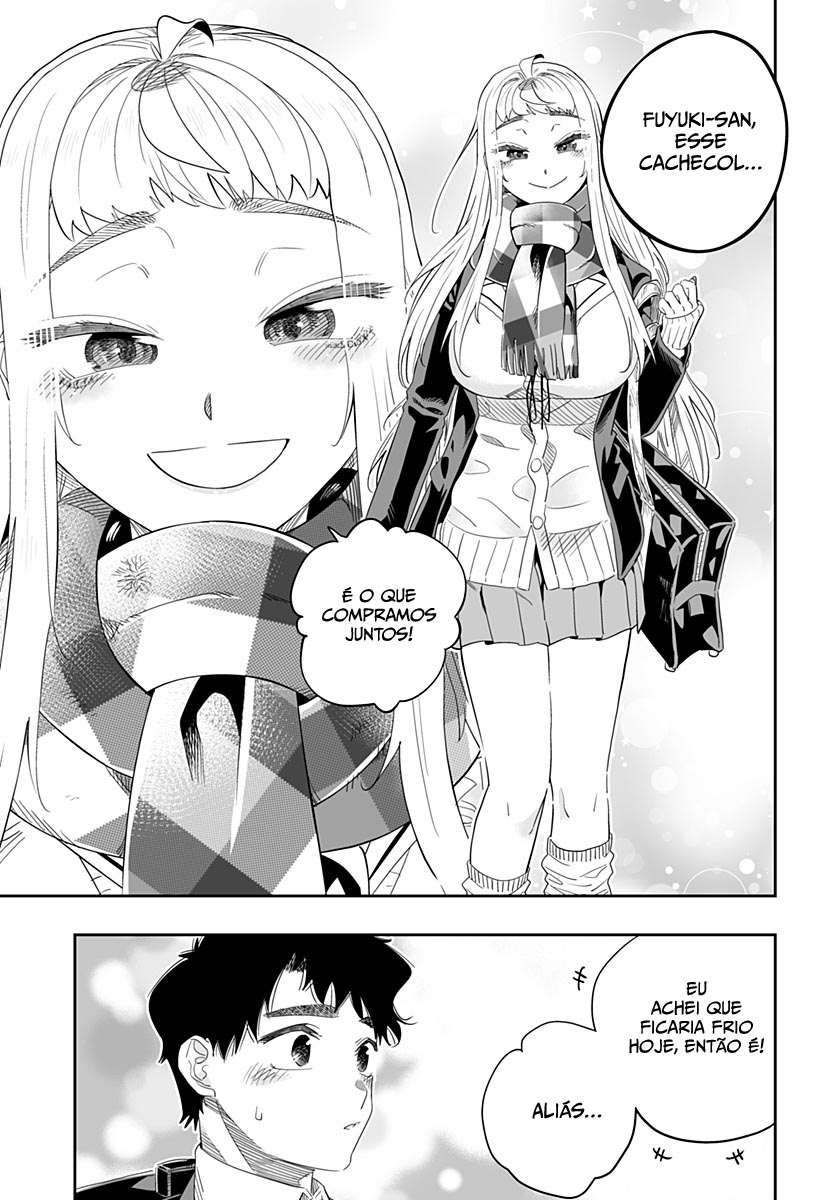 FUYUKI-SAN,
ESSE
CACHECOL...
É O QUE
COMPRAMOS
JUNTOS!
EU
ACHEI QUE
FICARIA FRIO
HOJE, ENTÃO É!
ALIÁS...